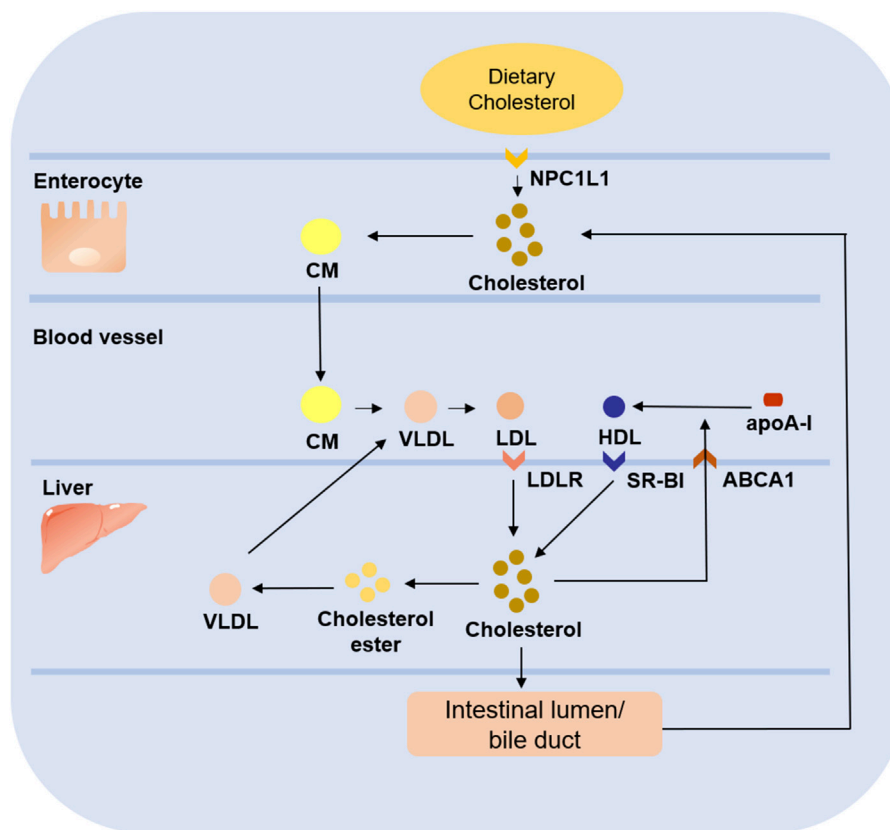 Dietary
Cholesterol
NPC1L1
Enterocyte
CM
Cholesterol
Blood vessel
CM
VLDL
LDL
HDL
apoA-I
LDLR
SR-BI
ABCA1
Liver
VLDL
Cholesterol
ester
Cholesterol
Intestinal lumen/
bile duct